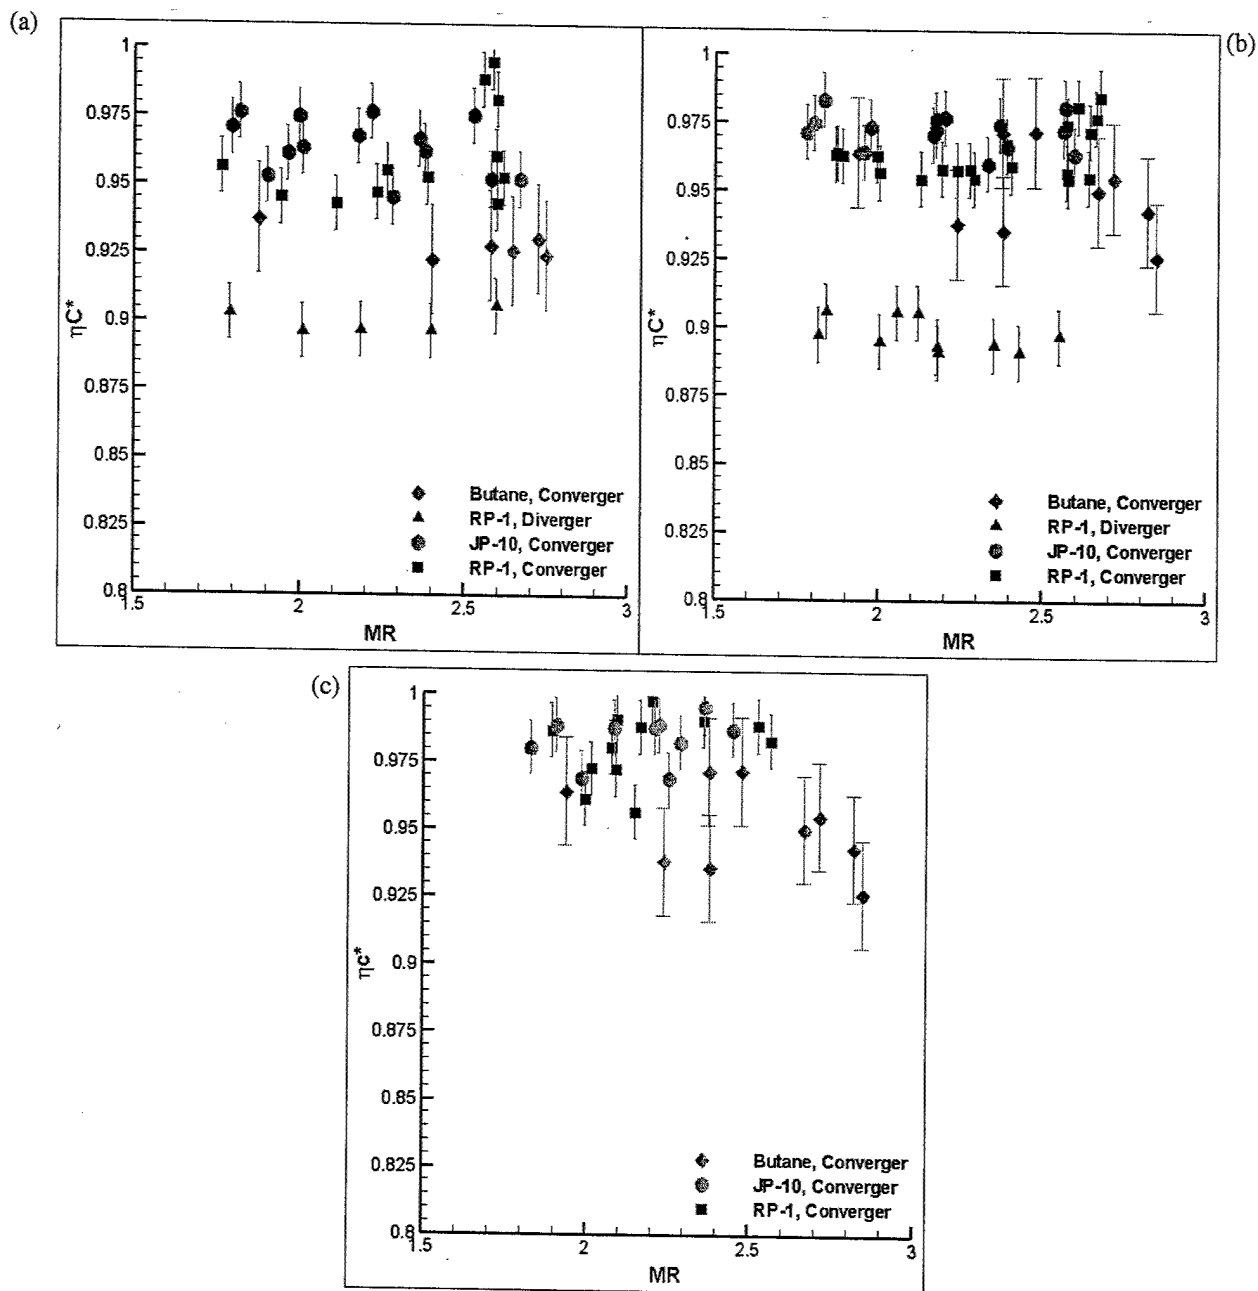 (a)
1
0.975
0.95
0.925
0.9
0.875
0.85
0.825
0.8
ηC*
Butane, Converger
RP-1, Diverger
JP-10, Converger
RP-1, Converger
1.5
2
2.5
3
MR
(b)
1
0.975
0.95
0.925
0.9
0.875
0.85
0.825
0.8
ηC*
Butane, Converger
RP-1, Diverger
JP-10, Converger
RP-1, Converger
1.5
2
2.5
3
MR
(c)
1
0.975
0.95
0.925
0.9
0.875
0.85
0.825
0.8
ηc*
Butane, Converger
JP-10, Converger
RP-1, Converger
1.5
2
2.5
3
MR